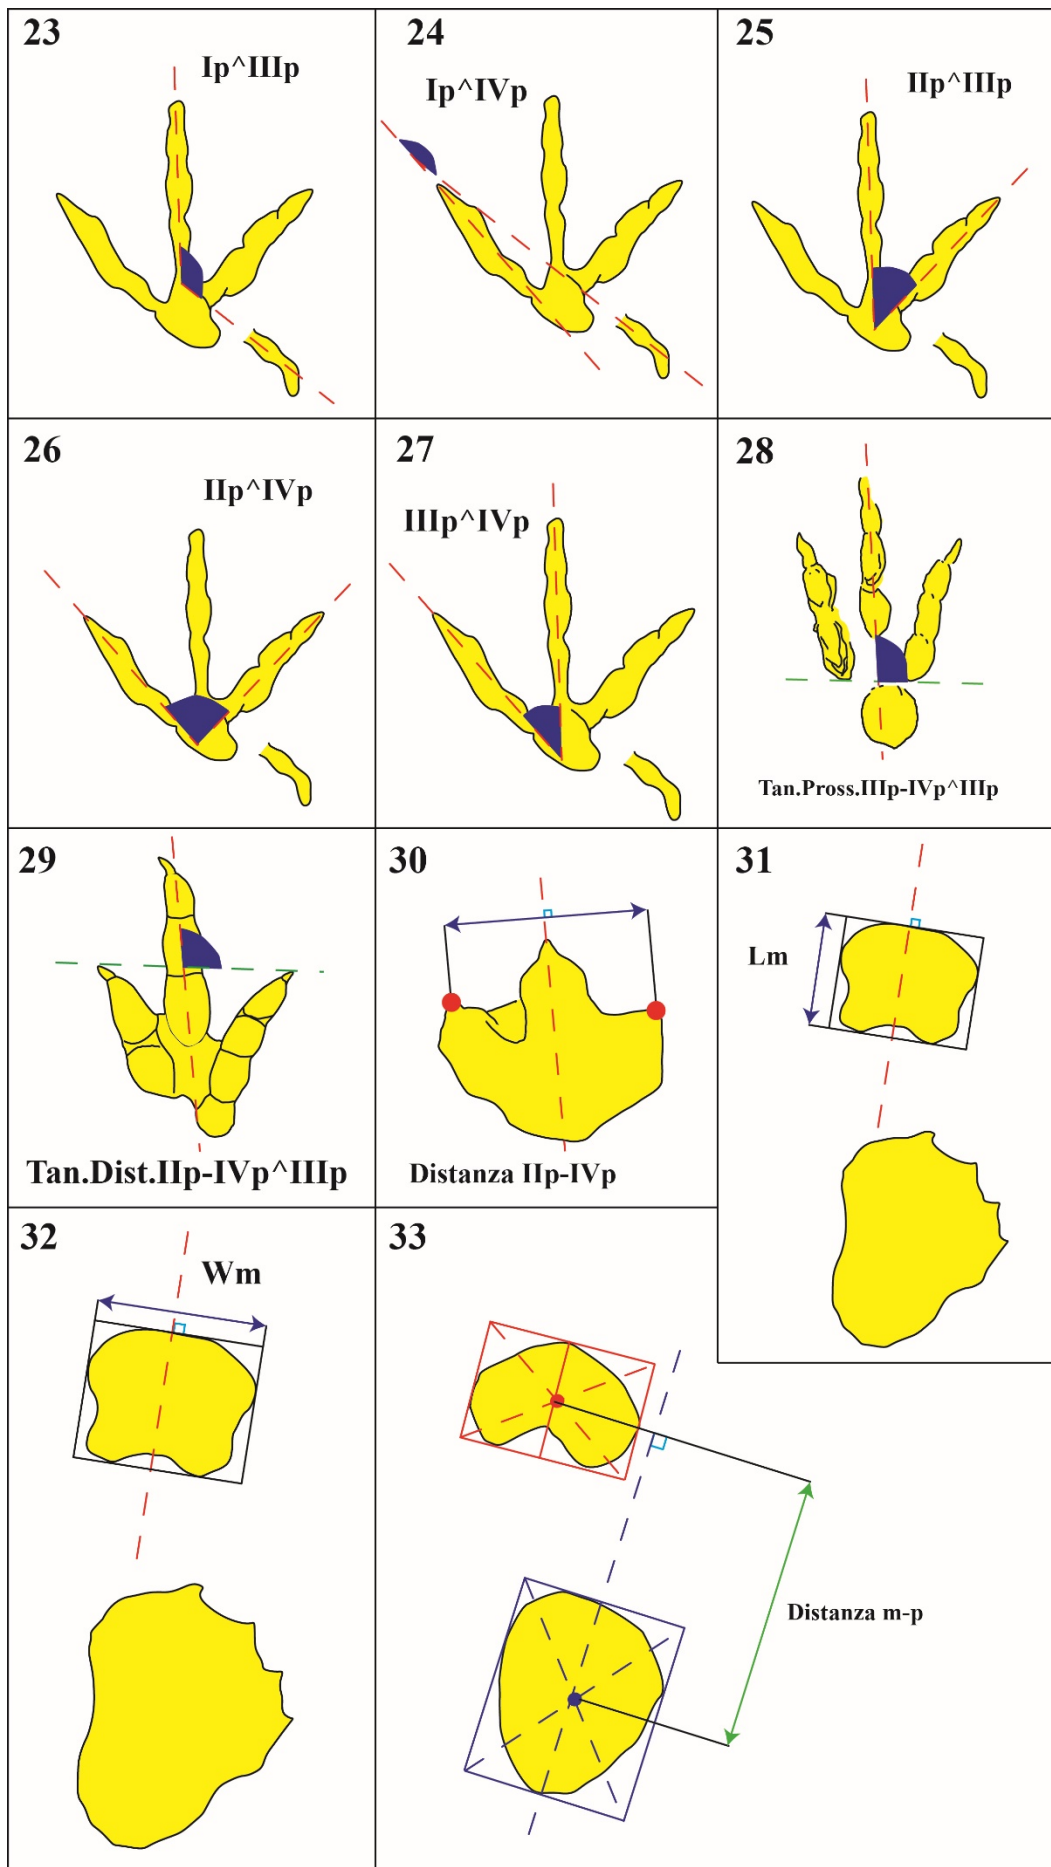 23
Ip^IIIp
24
Ip^IVp
25
IIp^IIIp
26
IIp^IVp
27
IIIp^IVp
28
Tan.Pross.IIIp-IVp^IIIp
29
Tan.Dist.IIp-IVp^IIIp
30
Distanza IIp-IVp
31
Lm
32
Wm
33
Distanza m-p